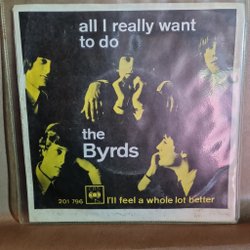 all I really want
to do
the
Byrds
201 796 CBS I'll feel a whole lot better